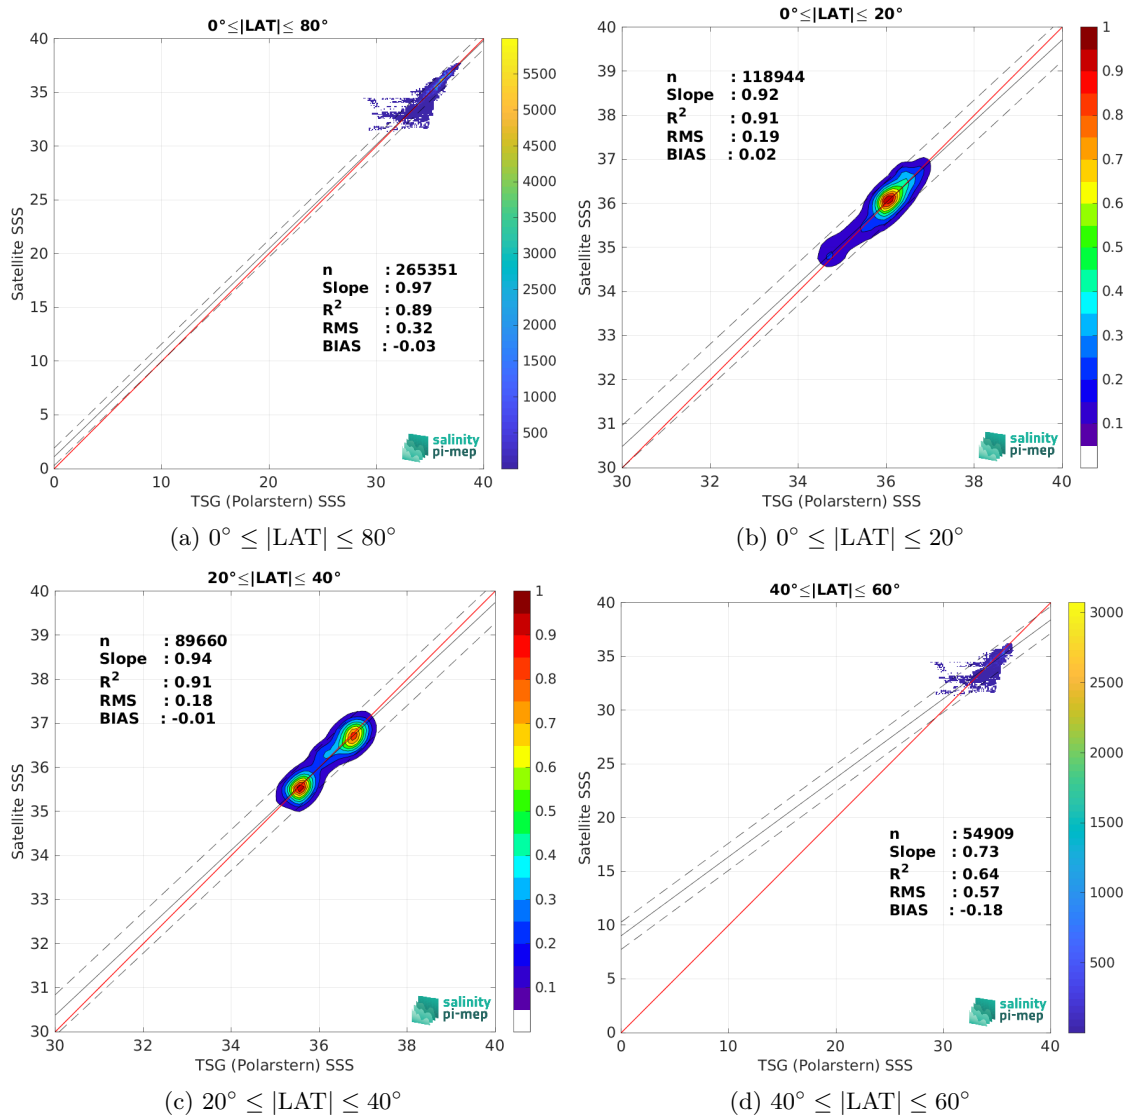 0°≤|LAT|≤ 80°
40
35
30
25
20
15
10
5
0
0
10
20
30
40
Satellite SSS
TSG (Polarstern) SSS
n : 265351
Slope : 0.97
R² : 0.89
RMS : 0.32
BIAS : -0.03
salinity
pi-mep
5500
5000
4500
4000
3500
3000
2500
2000
1500
1000
500
(a) 0° ≤ |LAT| ≤ 80°
0°≤|LAT|≤ 20°
40
39
38
37
36
35
34
33
32
31
30
30
32
34
36
38
40
Satellite SSS
TSG (Polarstern) SSS
n : 118944
Slope : 0.92
R² : 0.91
RMS : 0.19
BIAS : 0.02
salinity
pi-mep
1
0.9
0.8
0.7
0.6
0.5
0.4
0.3
0.2
0.1
(b) 0° ≤ |LAT| ≤ 20°
20°≤|LAT|≤ 40°
40
39
38
37
36
35
34
33
32
31
30
30
32
34
36
38
40
Satellite SSS
TSG (Polarstern) SSS
n : 89660
Slope : 0.94
R² : 0.91
RMS : 0.18
BIAS : -0.01
salinity
pi-mep
1
0.9
0.8
0.7
0.6
0.5
0.4
0.3
0.2
0.1
(c) 20° ≤ |LAT| ≤ 40°
40°≤|LAT|≤ 60°
40
35
30
25
20
15
10
5
0
0
10
20
30
40
Satellite SSS
TSG (Polarstern) SSS
n : 54909
Slope : 0.73
R² : 0.64
RMS : 0.57
BIAS : -0.18
salinity
pi-mep
3000
2500
2000
1500
1000
500
(d) 40° ≤ |LAT| ≤ 60°